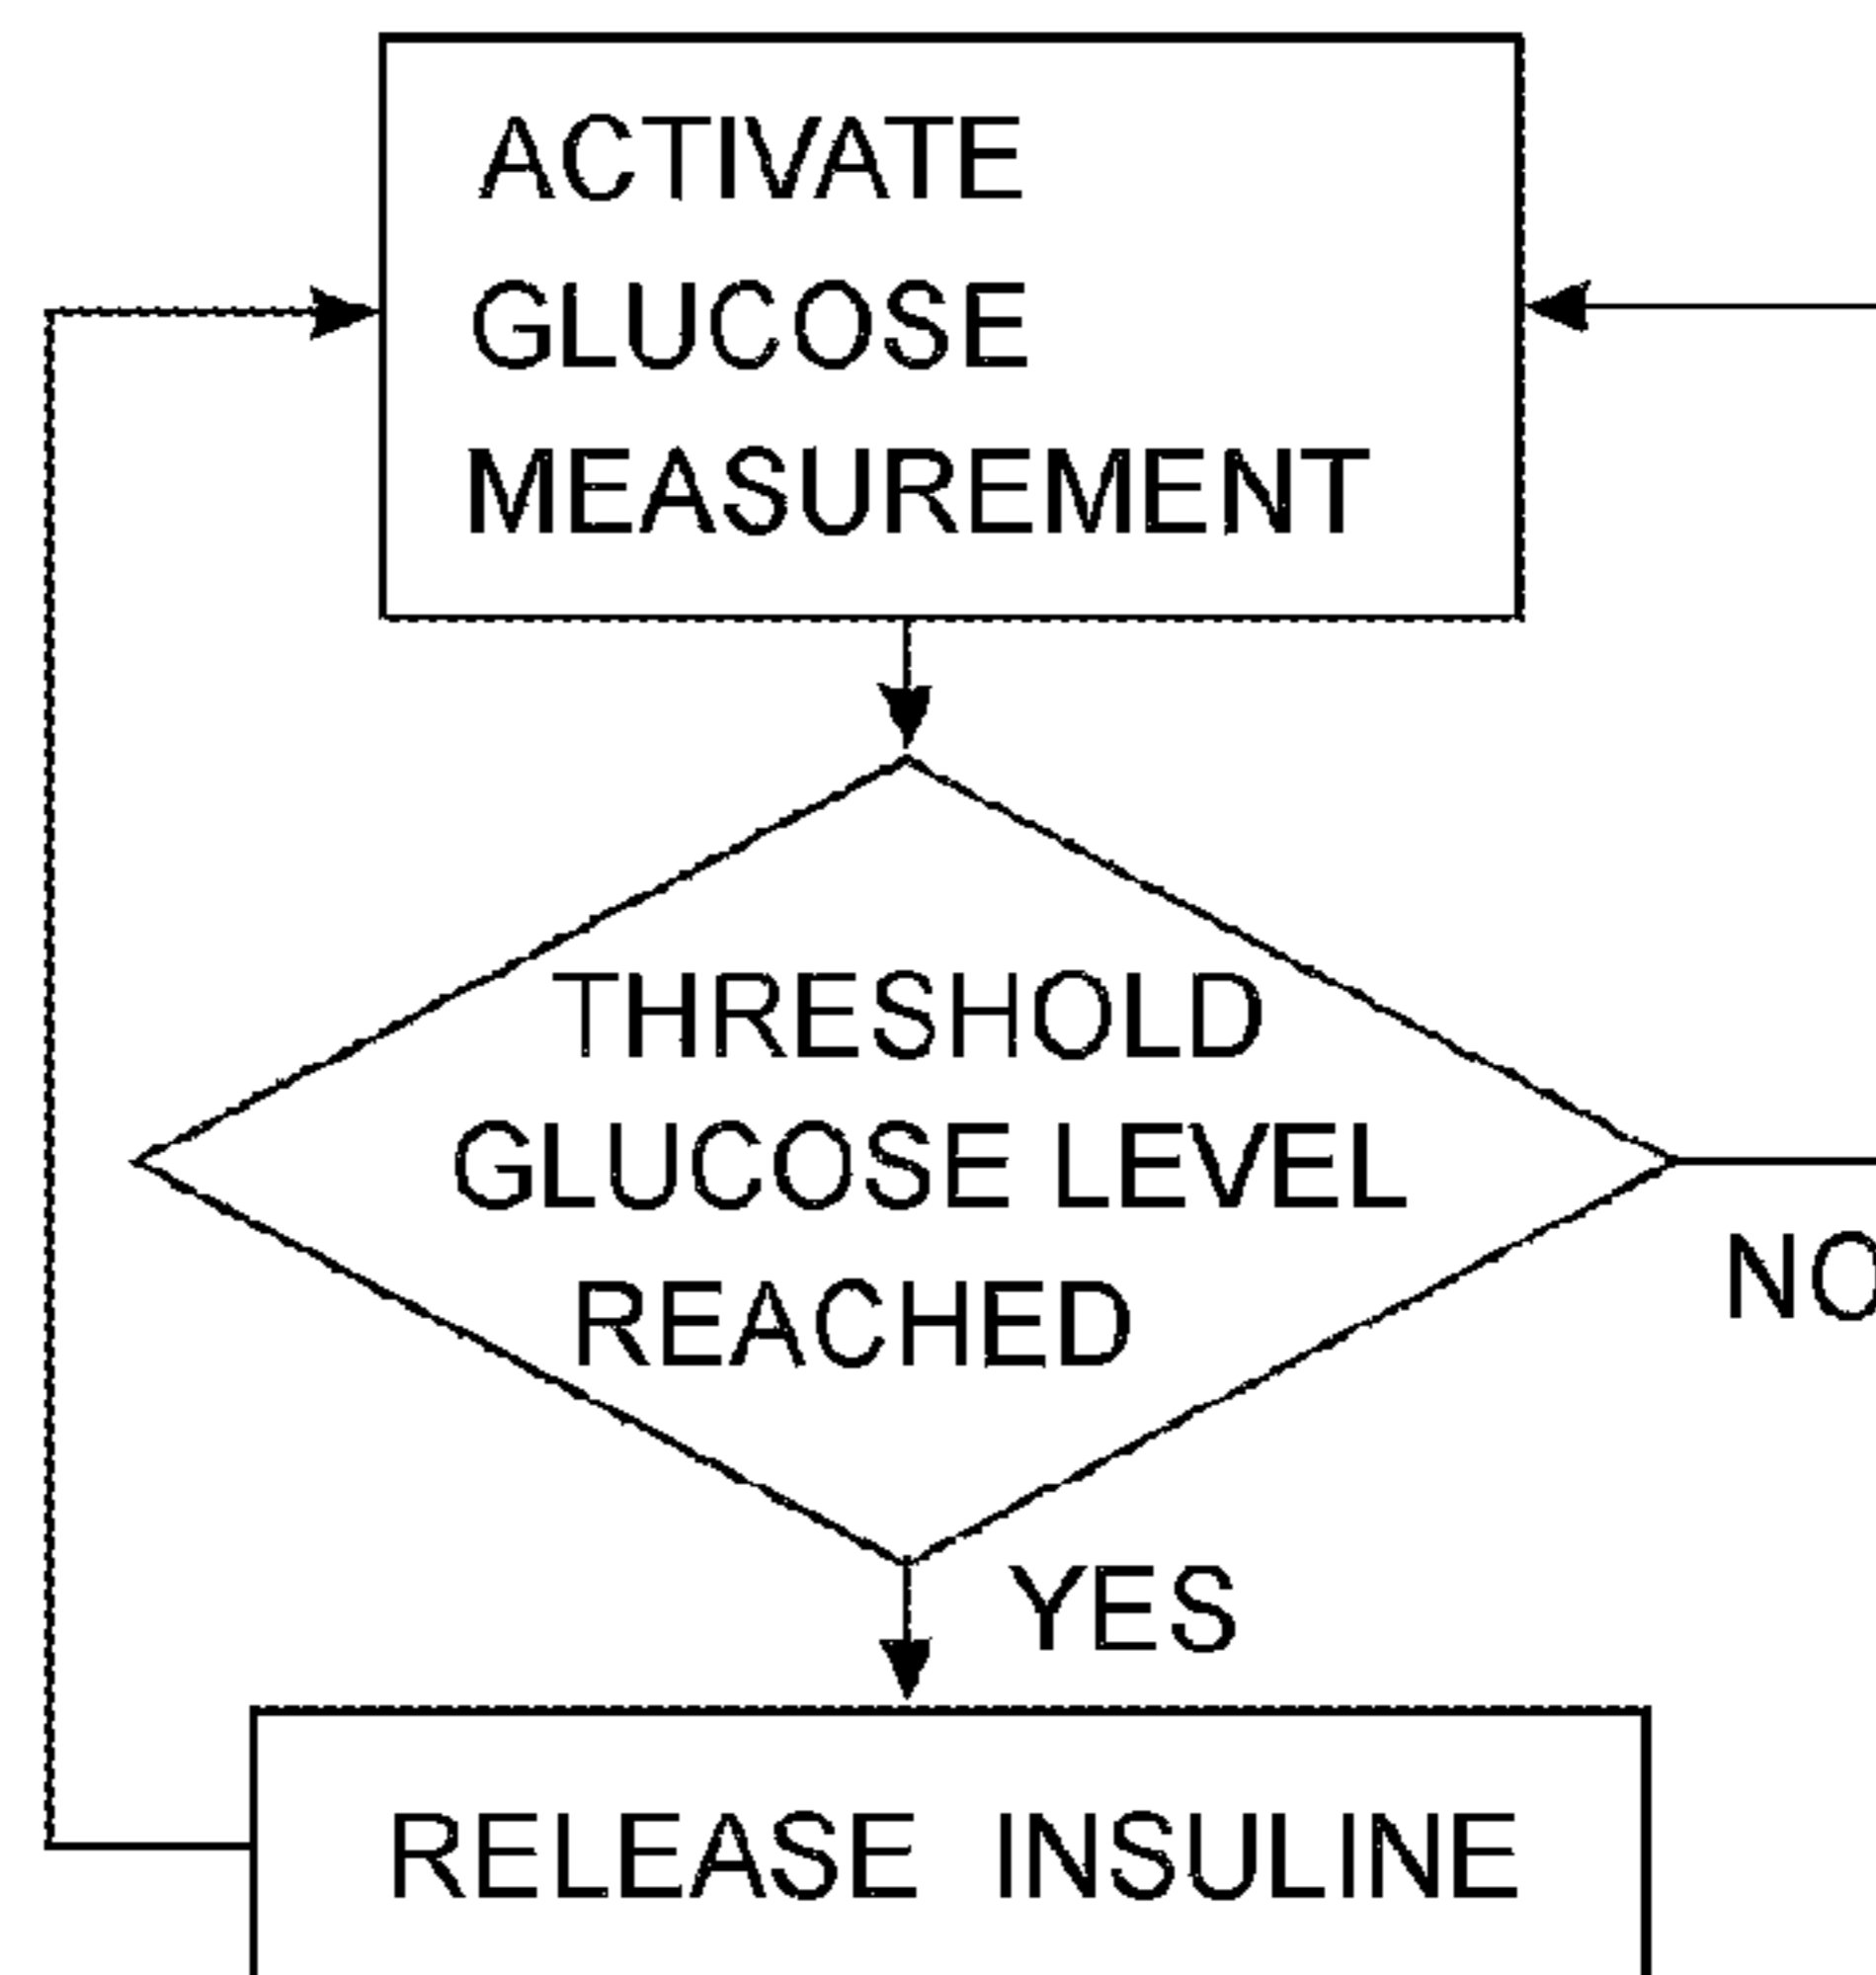 ACTIVATE
GLUCOSE
MEASUREMENT
THRESHOLD
GLUCOSE LEVEL
REACHED
NO
YES
RELEASE INSULINE